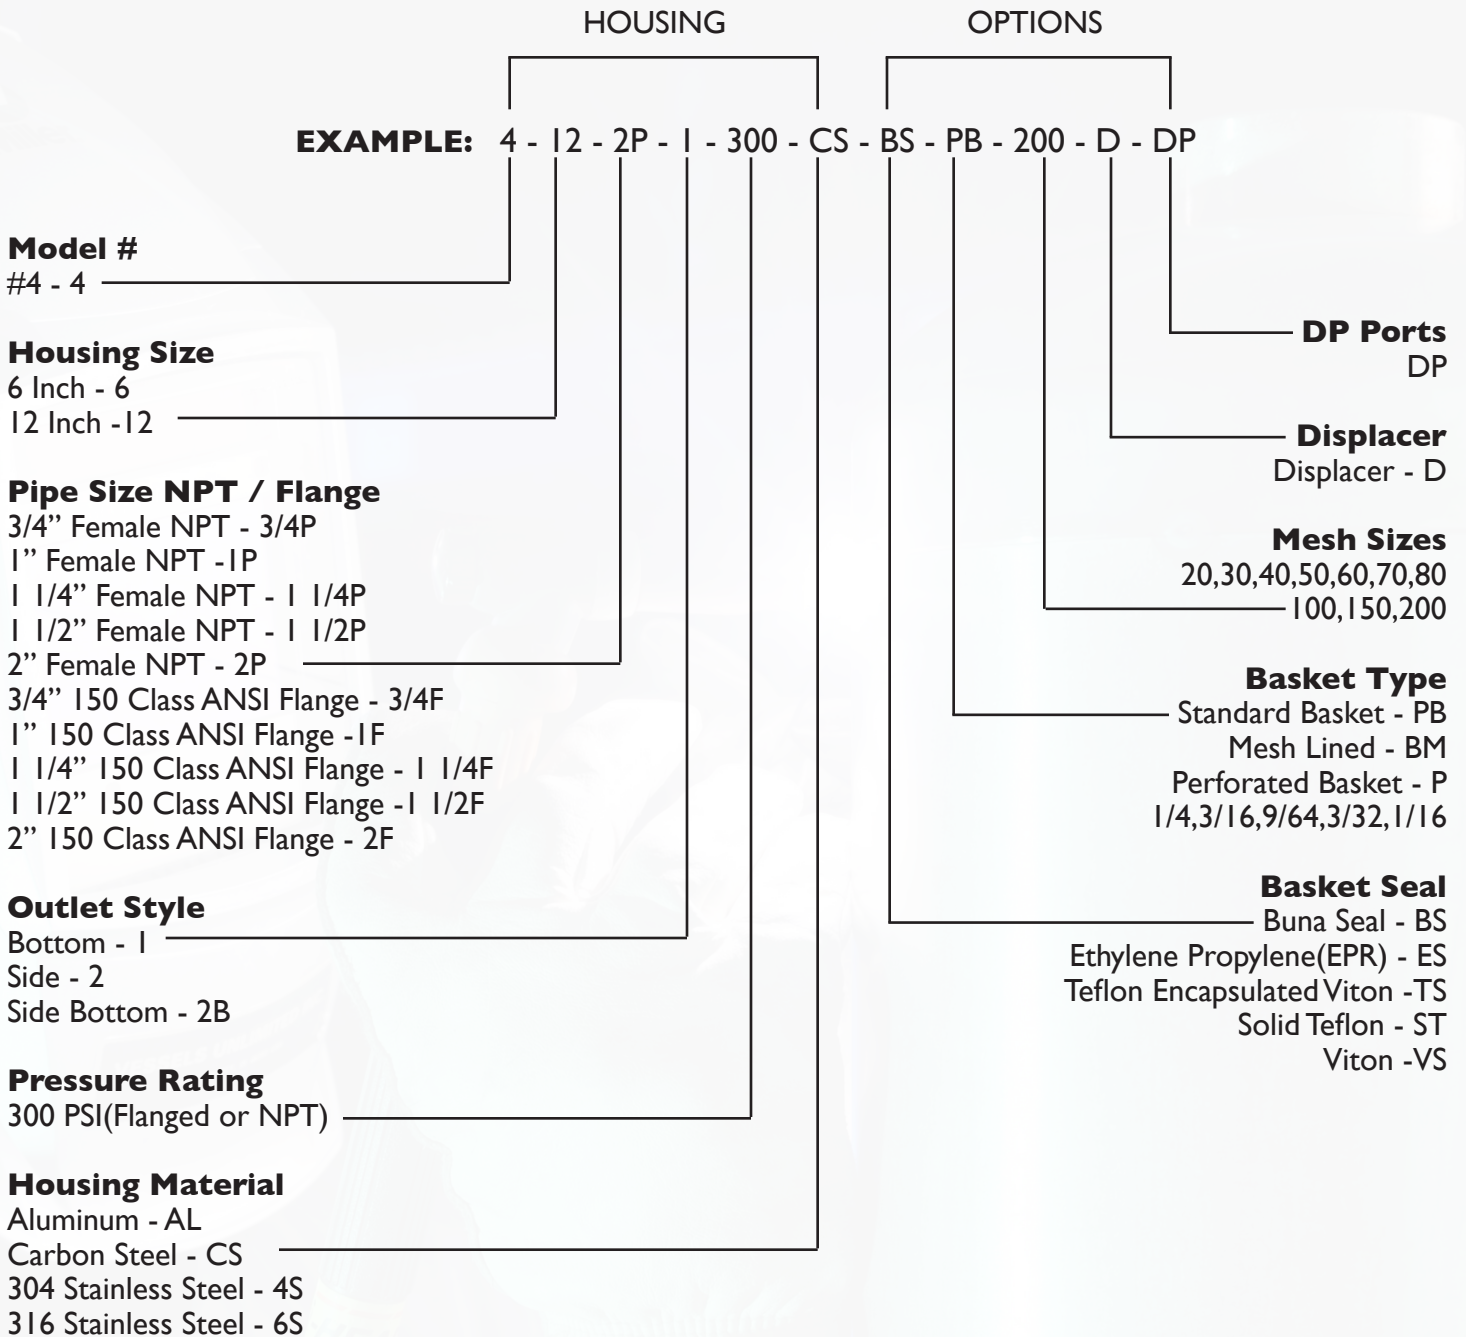 HOUSING
OPTIONS
EXAMPLE: 4 - 12 - 2P - 1 - 300 - CS - BS - PB - 200 - D - DP
Model #
#4 - 4
Housing Size
6 Inch - 6
12 Inch -12
Pipe Size NPT / Flange
3/4” Female NPT - 3/4P
1” Female NPT -1P
1 1/4” Female NPT - 1 1/4P
1 1/2” Female NPT - 1 1/2P
2” Female NPT - 2P
3/4” 150 Class ANSI Flange - 3/4F
1” 150 Class ANSI Flange -1F
1 1/4” 150 Class ANSI Flange - 1 1/4F
1 1/2” 150 Class ANSI Flange -1 1/2F
2” 150 Class ANSI Flange - 2F
Outlet Style
Bottom - 1
Side - 2
Side Bottom - 2B
Pressure Rating
300 PSI(Flanged or NPT)
Housing Material
Aluminum - AL
Carbon Steel - CS
304 Stainless Steel - 4S
316 Stainless Steel - 6S
DP Ports
DP
Displacer
Displacer - D
Mesh Sizes
20,30,40,50,60,70,80
100,150,200
Basket Type
Standard Basket - PB
Mesh Lined - BM
Perforated Basket - P
1/4,3/16,9/64,3/32,1/16
Basket Seal
Buna Seal - BS
Ethylene Propylene(EPR) - ES
Teflon Encapsulated Viton -TS
Solid Teflon - ST
Viton -VS